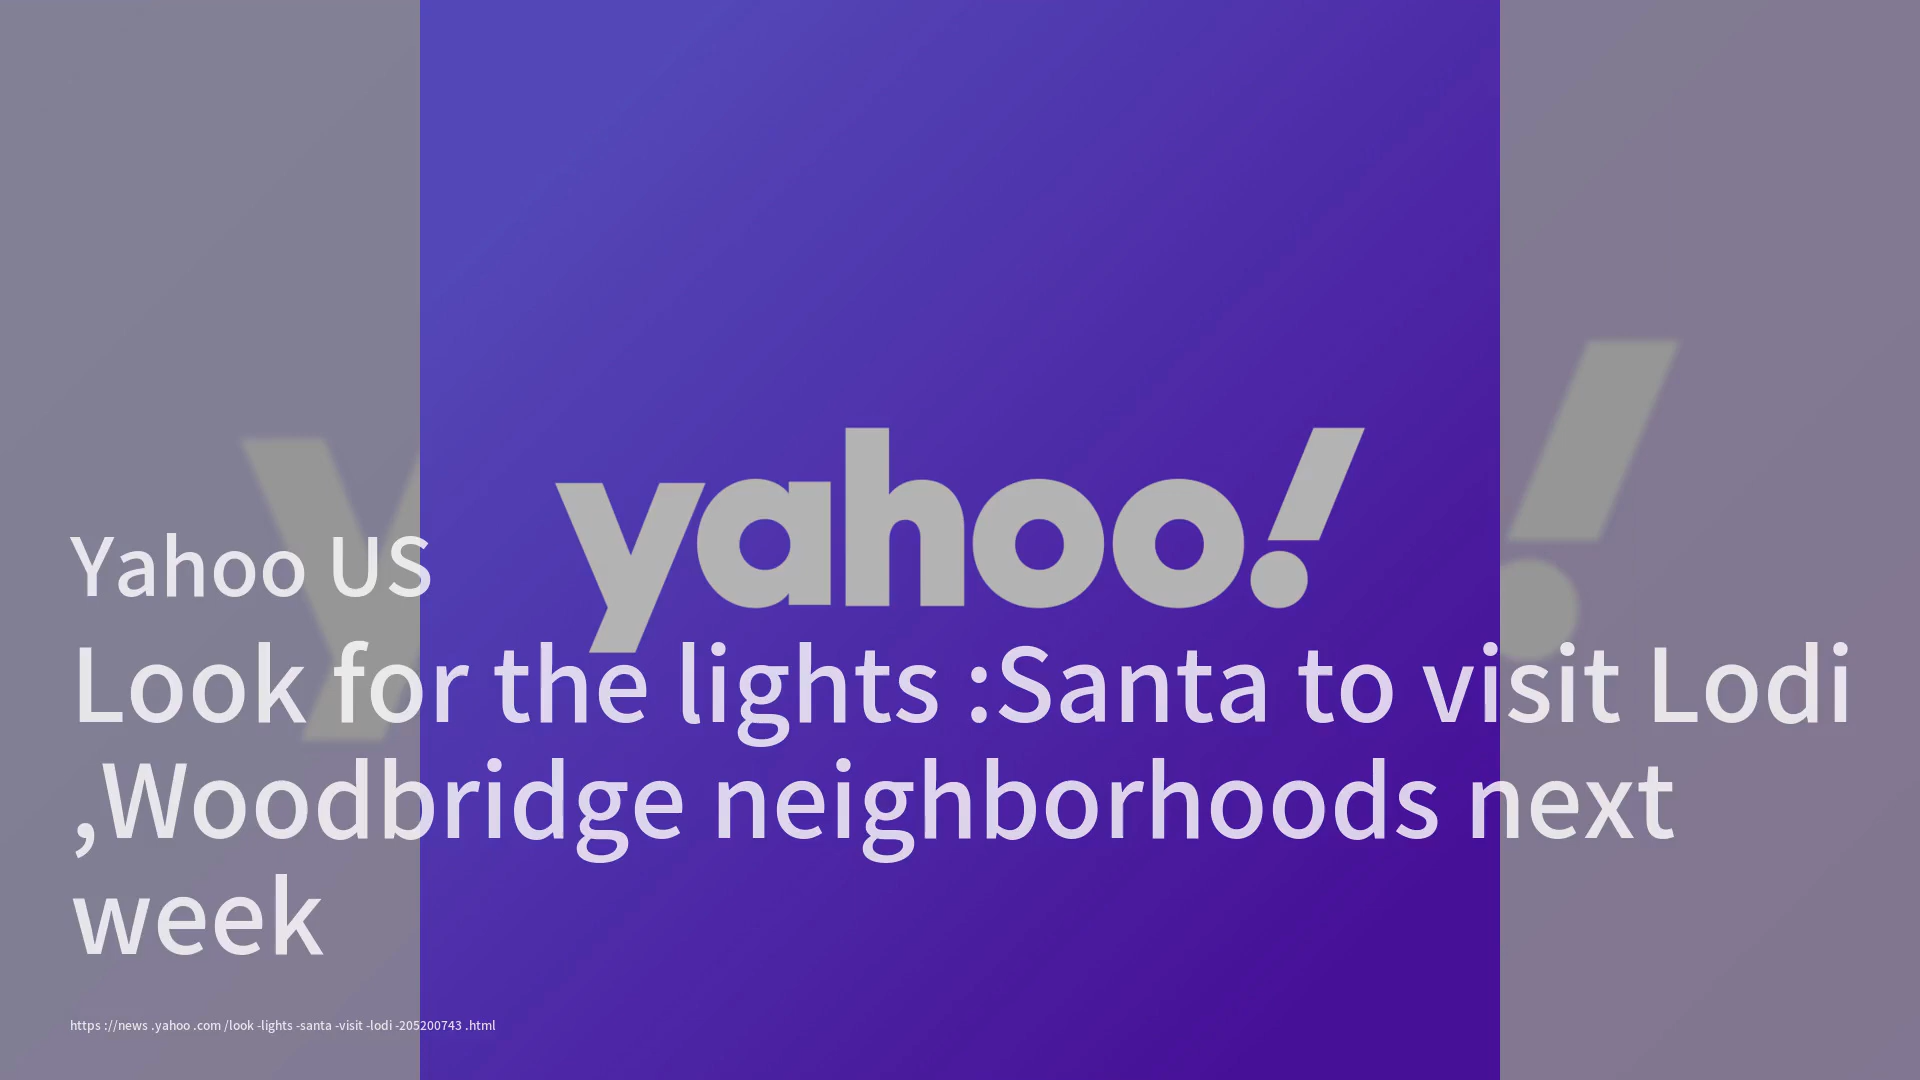 yahoo!
Yahoo US
Look for the lights :Santa to visit Lodi
,Woodbridge neighborhoods next
week
https ://news .yahoo .com /look -lights -santa -visit -lodi -205200743 .html